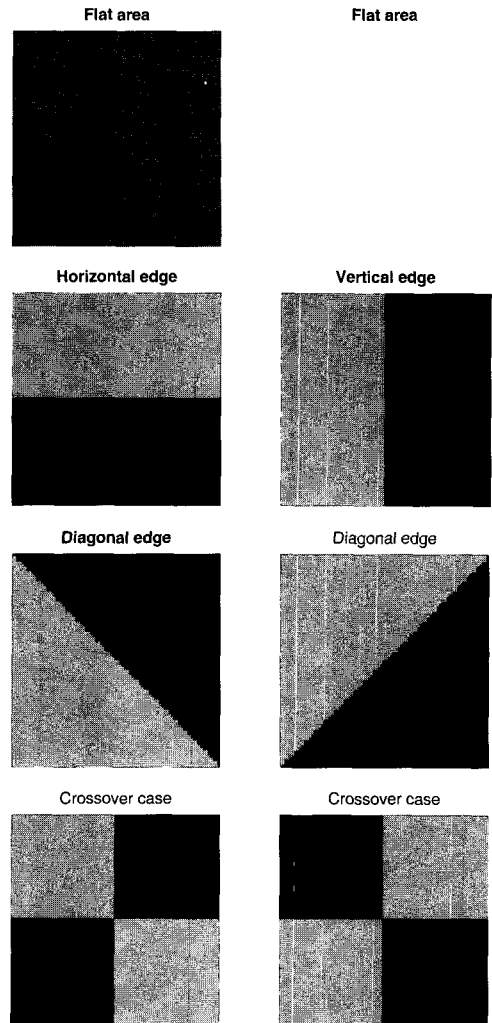 Flat area
Flat area
Horizontal edge
Vertical edge
Diagonal edge
Diagonal edge
Crossover case
Crossover case